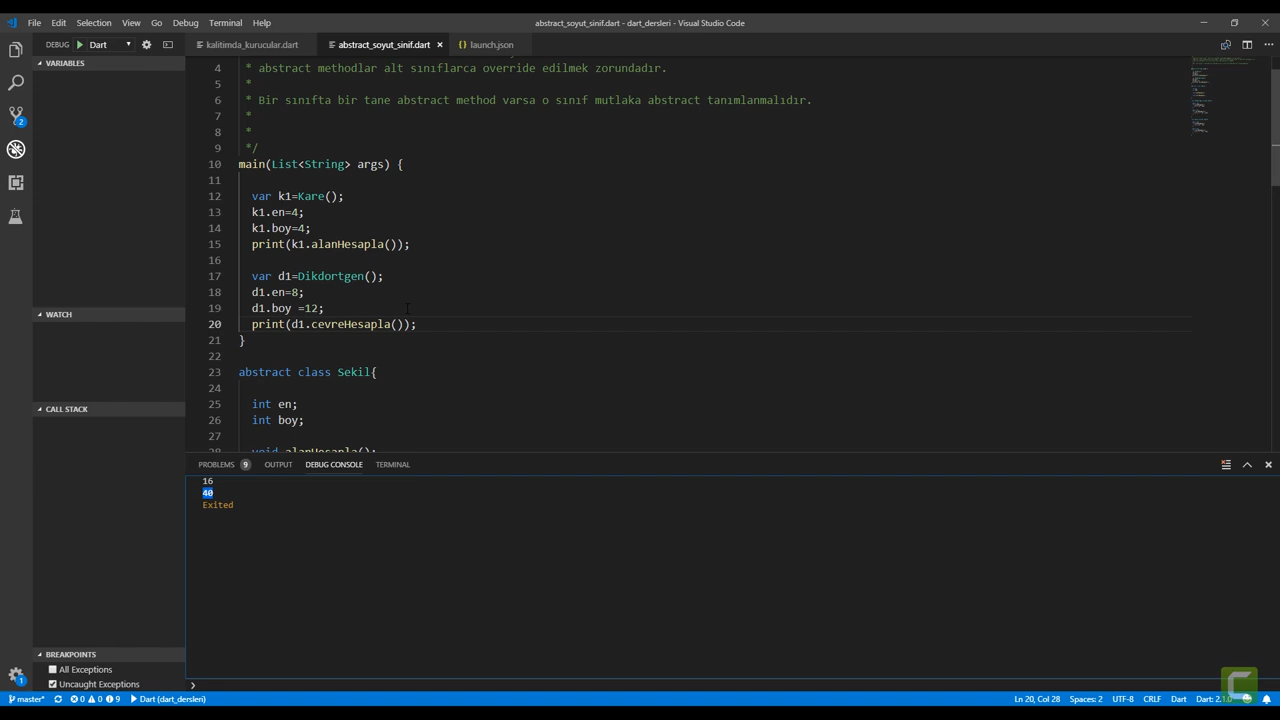 File Edit Selection View Go Debug Terminal Help
abstract_soyut_sinif.dart - dart_dersleri - Visual Studio Code
DEBUG Dart
kalitimda_kurucular.dart
abstract_soyut_sinif.dart ×
{} launch.json
VARIABLES
WATCH
CALL STACK
BREAKPOINTS
All Exceptions
Uncaught Exceptions
4 * abstract methodlar alt sınıflarca override edilmek zorundadır.
5 *
6 * Bir sınıfta bir tane abstract method varsa o sınıf mutlaka abstract tanımlanmalıdır.
7 *
8 *
9 */
10 main(List<String> args) {
11
12 var k1=Kare();
13 k1.en=4;
14 k1.boy=4;
15 print(k1.alanHesapla());
16
17 var d1=Dikdortgen();
18 d1.en=8;
19 d1.boy =12;
20 print(d1.cevreHesapla());
21 }
22
23 abstract class Sekil{
24
25 int en;
26 int boy;
27
28 void alanHesapla();
PROBLEMS 9 OUTPUT DEBUG CONSOLE TERMINAL
16
40
Exited
2
1
master* 0 0 9 Dart (dart_dersleri)
Ln 20, Col 28 Spaces: 2 UTF-8 CRLF Dart Dart: 2.1.0